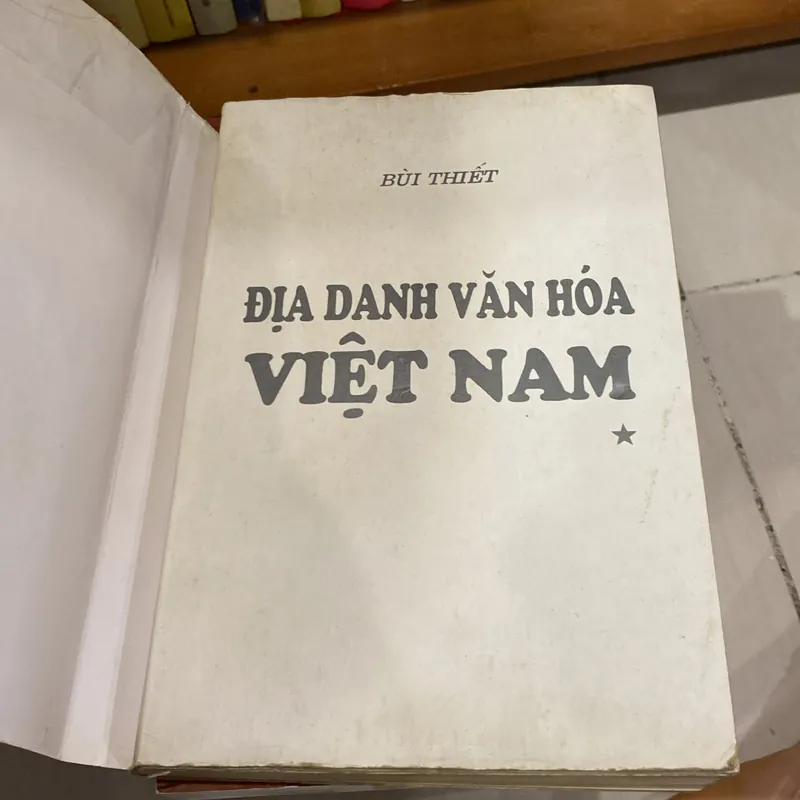 BÙI THIẾT
ĐỊA DANH VĂN HÓA
VIỆT NAM
★